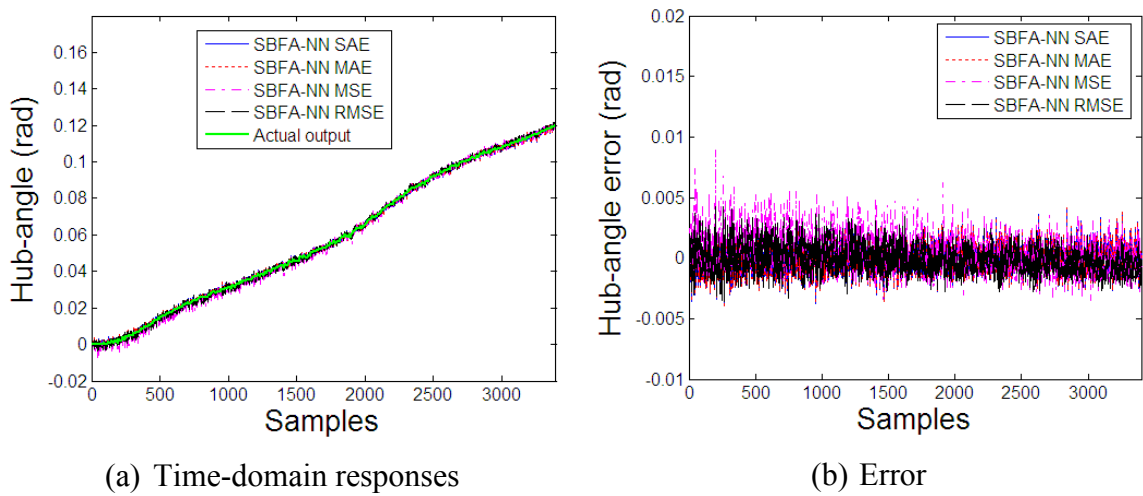 0.16
0.14
0.12
0.1
0.08
0.06
0.04
0.02
0
-0.02
Hub-angle (rad)
SBFA-NN SAE
SBFA-NN MAE
SBFA-NN MSE
SBFA-NN RMSE
Actual output
0 500 1000 1500 2000 2500 3000
Samples
(a) Time-domain responses
0.02
0.015
0.01
0.005
0
-0.005
-0.01
Hub-angle error (rad)
SBFA-NN SAE
SBFA-NN MAE
SBFA-NN MSE
SBFA-NN RMSE
0 500 1000 1500 2000 2500 3000
Samples
(b) Error